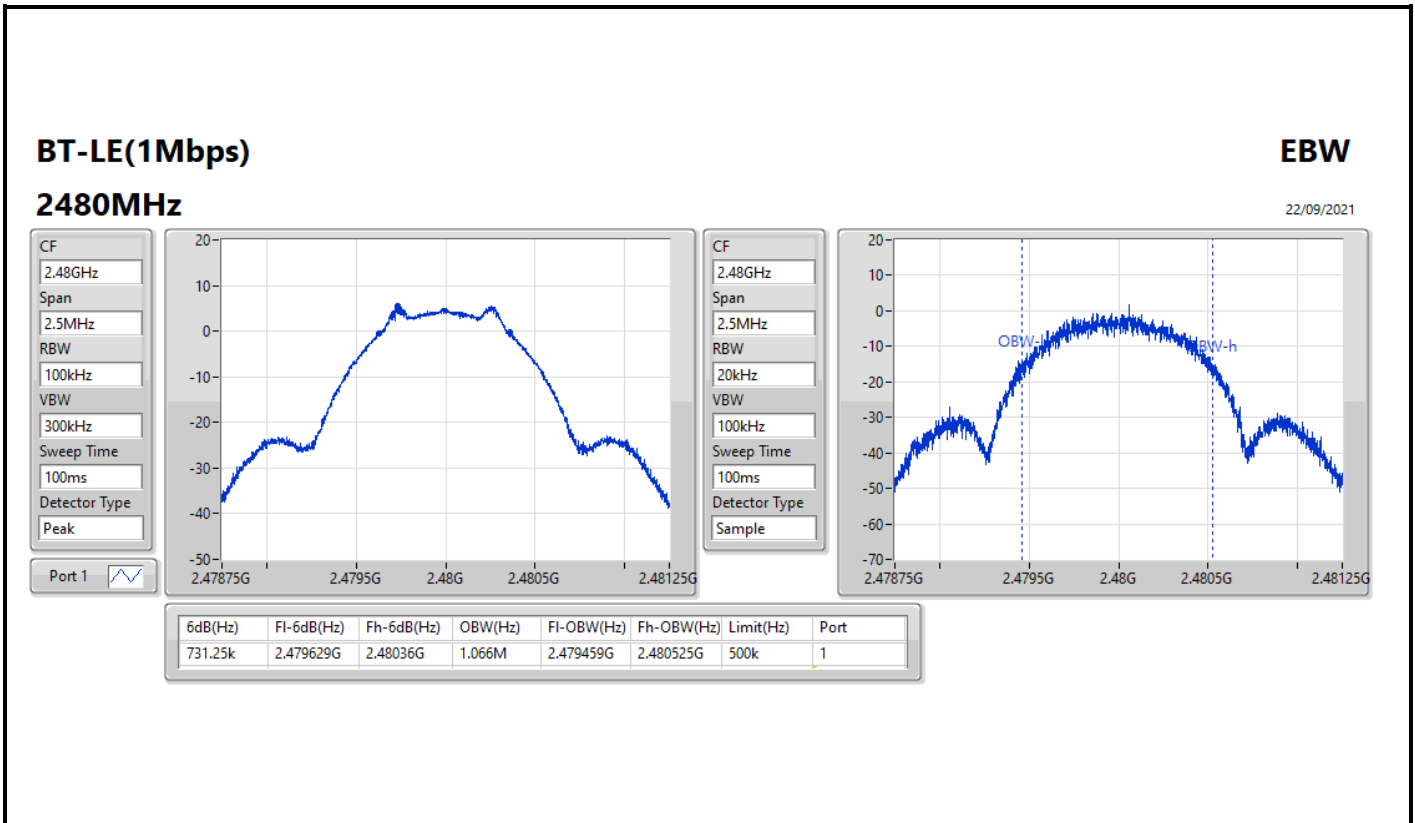 BT-LE(1Mbps)
EBW
2480MHz
22/09/2021
CF
2.48GHz
Span
2.5MHz
RBW
100kHz
VBW
300kHz
Sweep Time
100ms
Detector Type
Peak
Port 1
20
10
0
-10
-20
-30
-40
-50
2.47875G 2.4795G 2.48G 2.4805G 2.48125G
CF
2.48GHz
Span
2.5MHz
RBW
20kHz
VBW
100kHz
Sweep Time
100ms
Detector Type
Sample
20
10
0
-10
-20
-30
-40
-50
-60
-70
OBW-
BW-h
2.47875G 2.4795G 2.48G 2.4805G 2.48125G
6dB(Hz) Fl-6dB(Hz) Fh-6dB(Hz) OBW(Hz) Fl-OBW(Hz) Fh-OBW(Hz) Limit(Hz) Port
731.25k 2.479629G 2.48036G 1.066M 2.479459G 2.480525G 500k 1